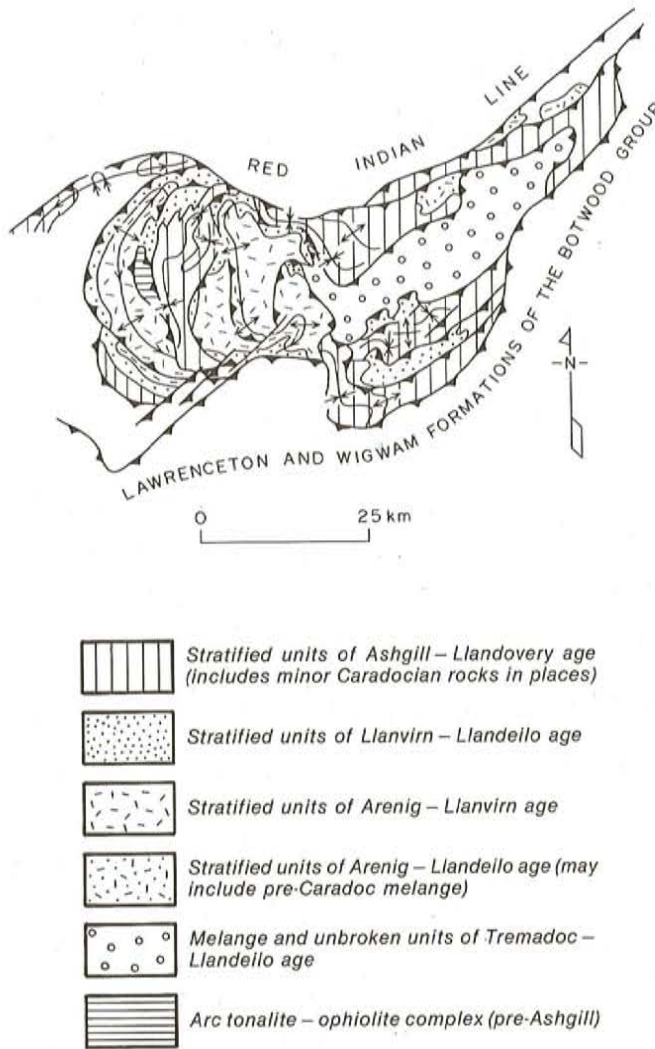 RED INDIAN LINE
LAWRENCETON AND WIGWAM FORMATIONS OF THE BOTWOOD GROUP
-N-
0 25 km
Stratified units of Ashgill – Llandovery age
(includes minor Caradocian rocks in places)
Stratified units of Llanvirn – Llandeilo age
Stratified units of Arenig – Llanvirn age
Stratified units of Arenig – Llandeilo age (may
include pre-Caradoc melange)
Melange and unbroken units of Tremadoc –
Llandeilo age
Arc tonalite – ophiolite complex (pre-Ashgill)